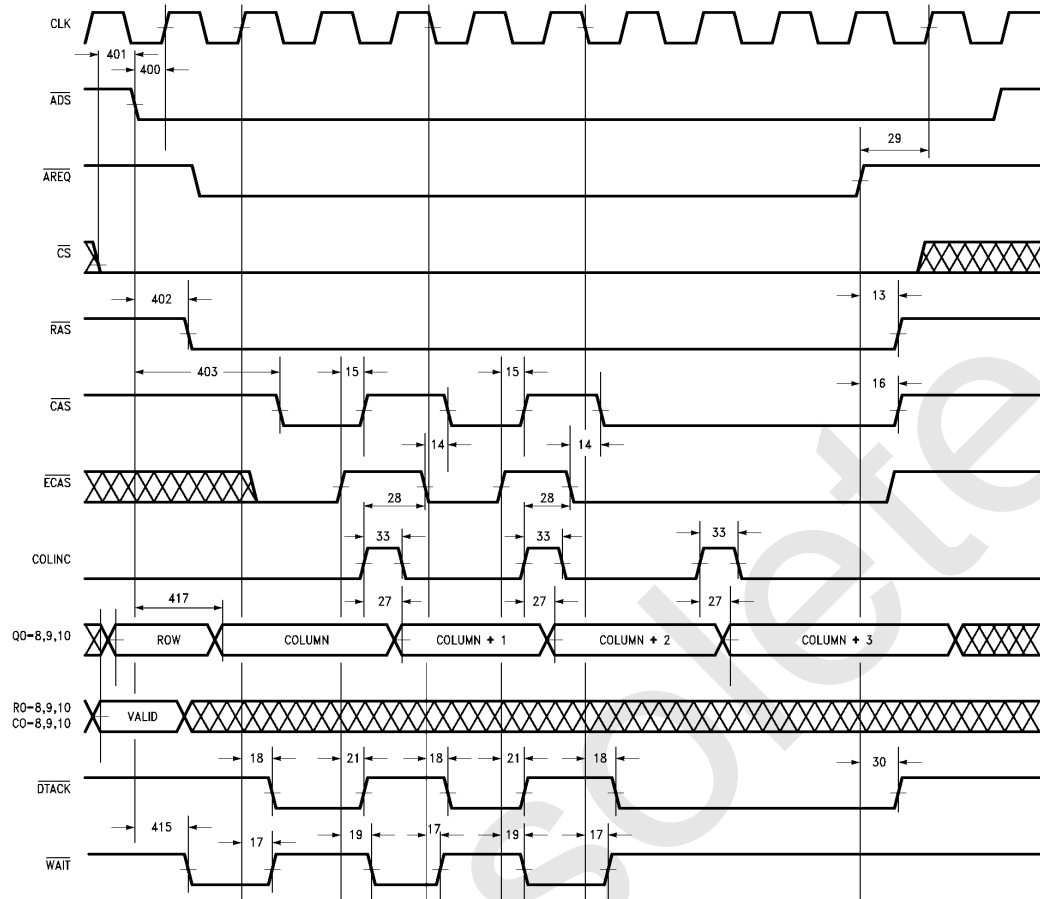 CLK
401
400
ADS
29
AREQ
CS
402
13
RAS
403
15
15
16
CAS
14
14
ECAS
28
28
33
33
33
COLINC
417
27
27
27
Q0-8,9,10
ROW
COLUMN
COLUMN + 1
COLUMN + 2
COLUMN + 3
R0-8,9,10
C0-8,9,10
VALID
18
21
18
21
18
30
DTACK
415
17
19
17
19
17
WAIT
solete